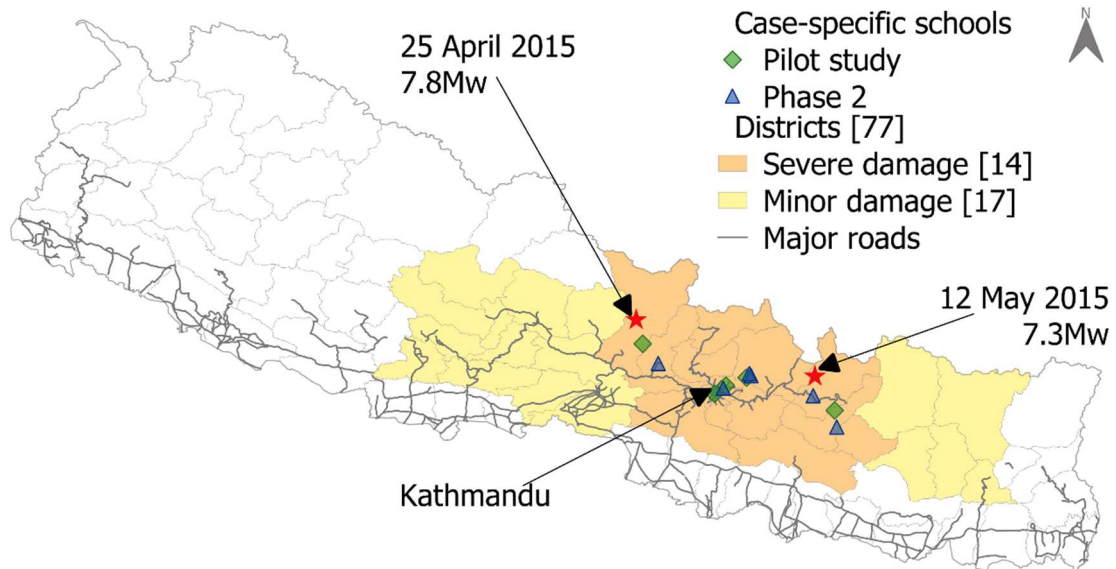 N
Case-specific schools
Pilot study
Phase 2
Districts [77]
Severe damage [14]
Minor damage [17]
Major roads
25 April 2015
7.8Mw
12 May 2015
7.3Mw
Kathmandu